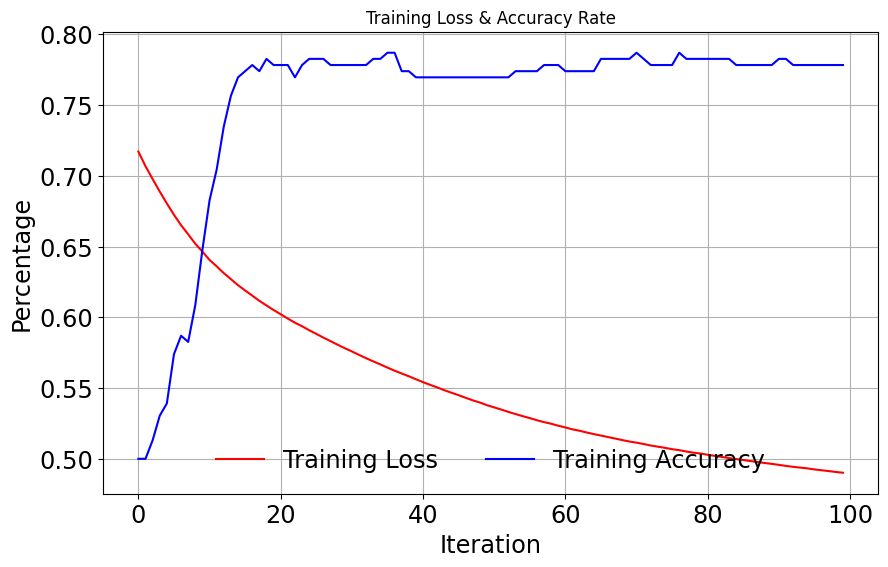 Training Loss & Accuracy Rate
0.80
0.75
0.70
0.65
0.60
0.55
0.50
Percentage
Training Loss
Training Accuracy
0 20 40 60 80 100
Iteration